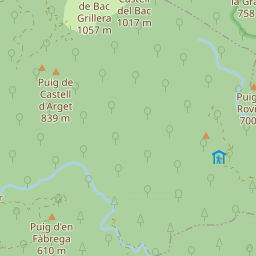 de Bac
Grillera
1057 m
Castell
del Bac
1017 m
la Gra
758
Puig de
Castell
d'Arget
839 m
Puig
Rovi
700
r
Puig d'en
Fàbrega
610 m